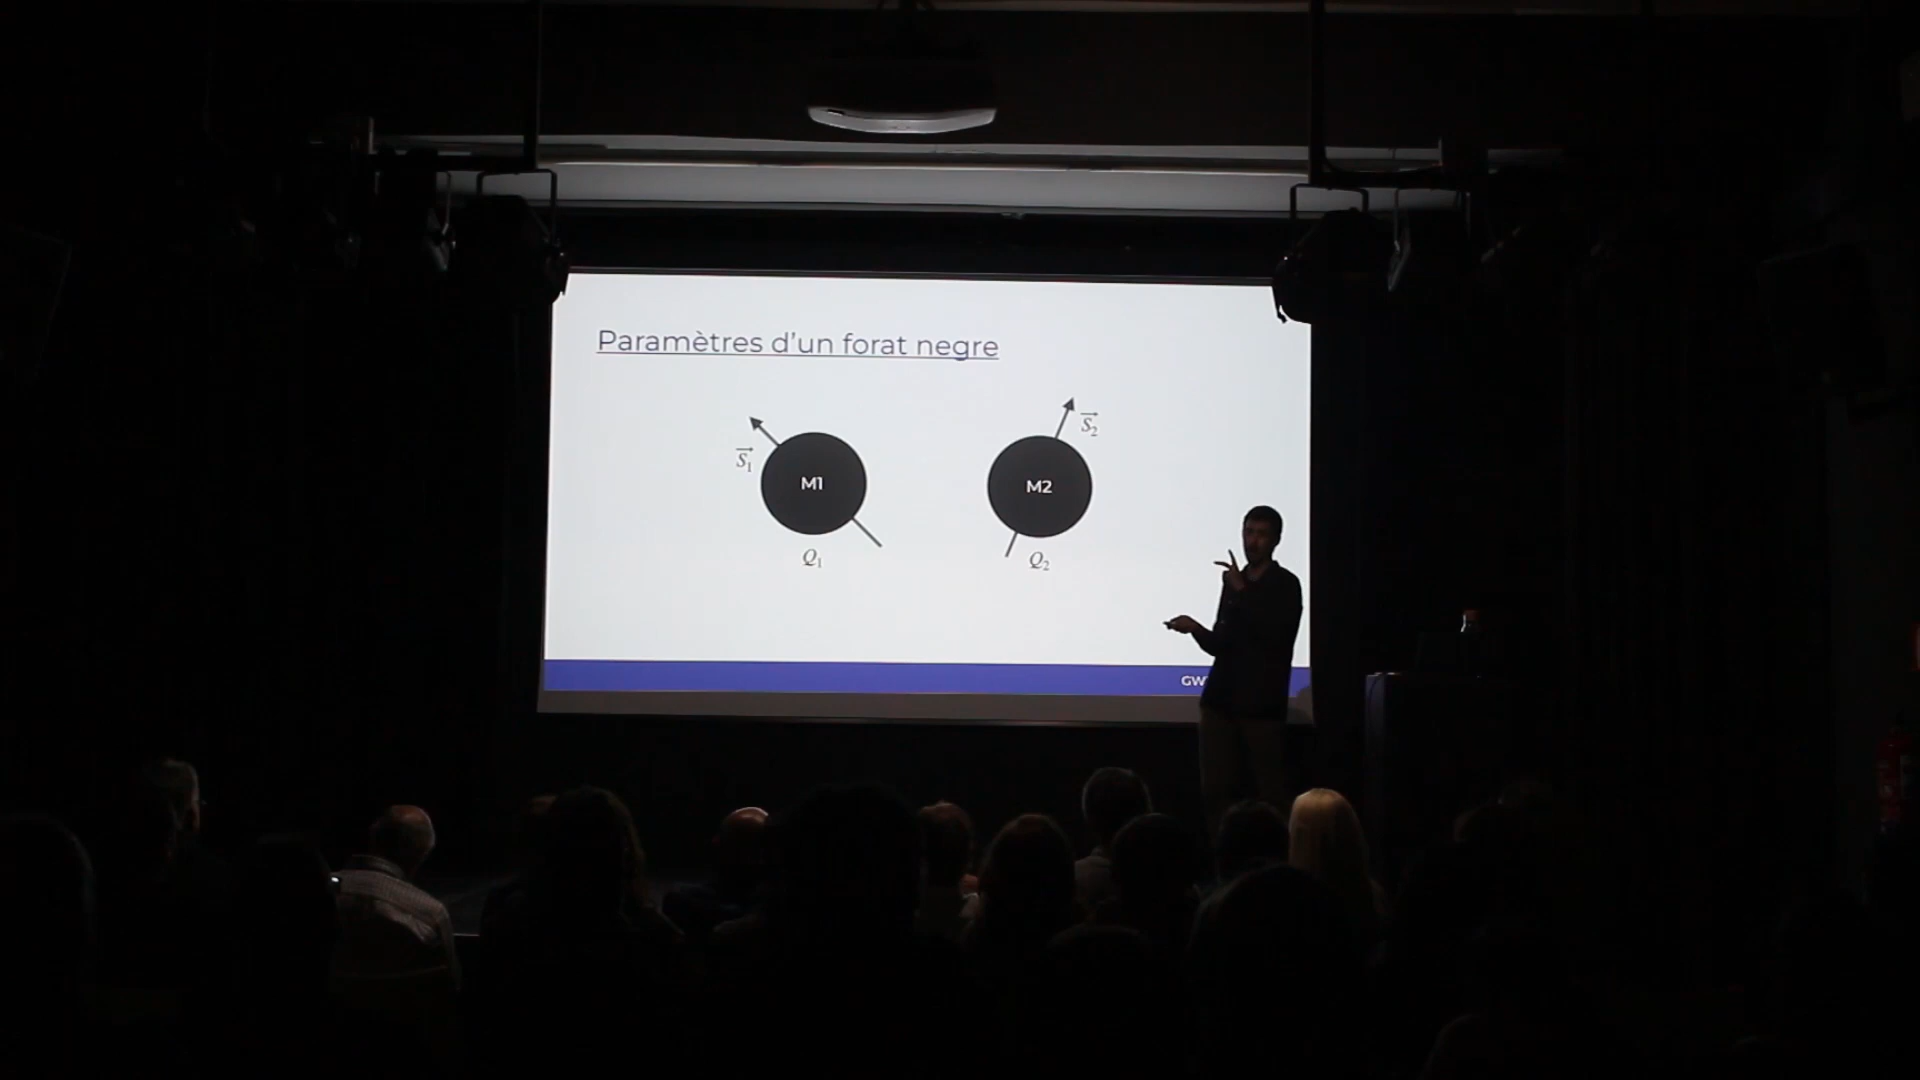 Paramètres d'un forat negre
S₁
M1
Q₁
S₂
M2
Q₂
GW